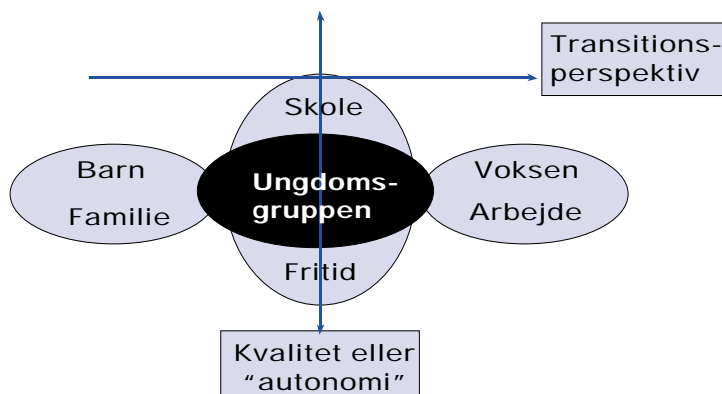 Transitions-
perspektiv
Skole
Barn
Familie
Ungdoms-
gruppen
Voksen
Arbejde
Fritid
Kvalitet eller
“autonomi”